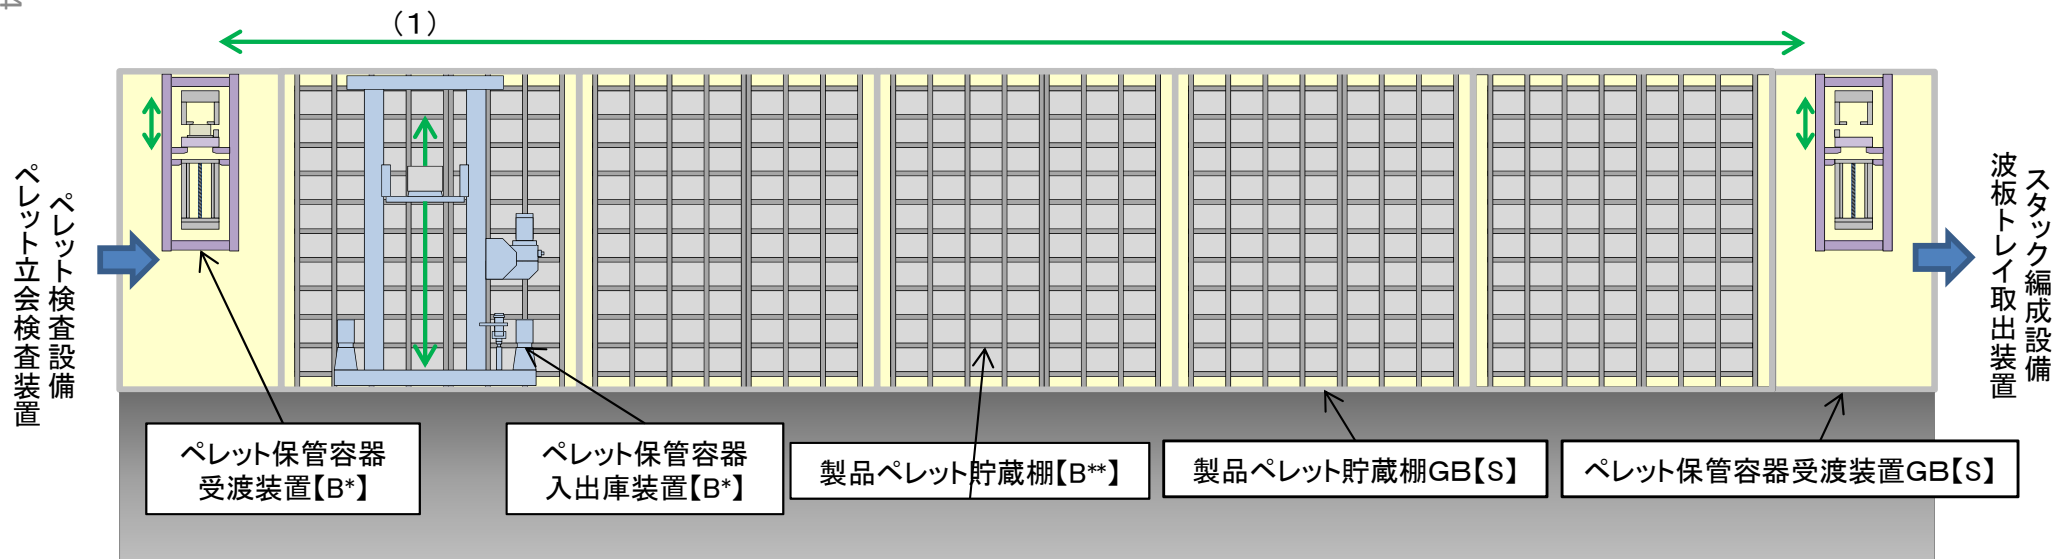 (1)
ペレット検査設備
ペレット立会検査装置
スタック編成設備
波板トレイ取出装置
ペレット保管容器
受渡装置【B*】
ペレット保管容器
入出庫装置【B*】
製品ペレット貯蔵棚【B**】
製品ペレット貯蔵棚GB【S】
ペレット保管容器受渡装置GB【S】